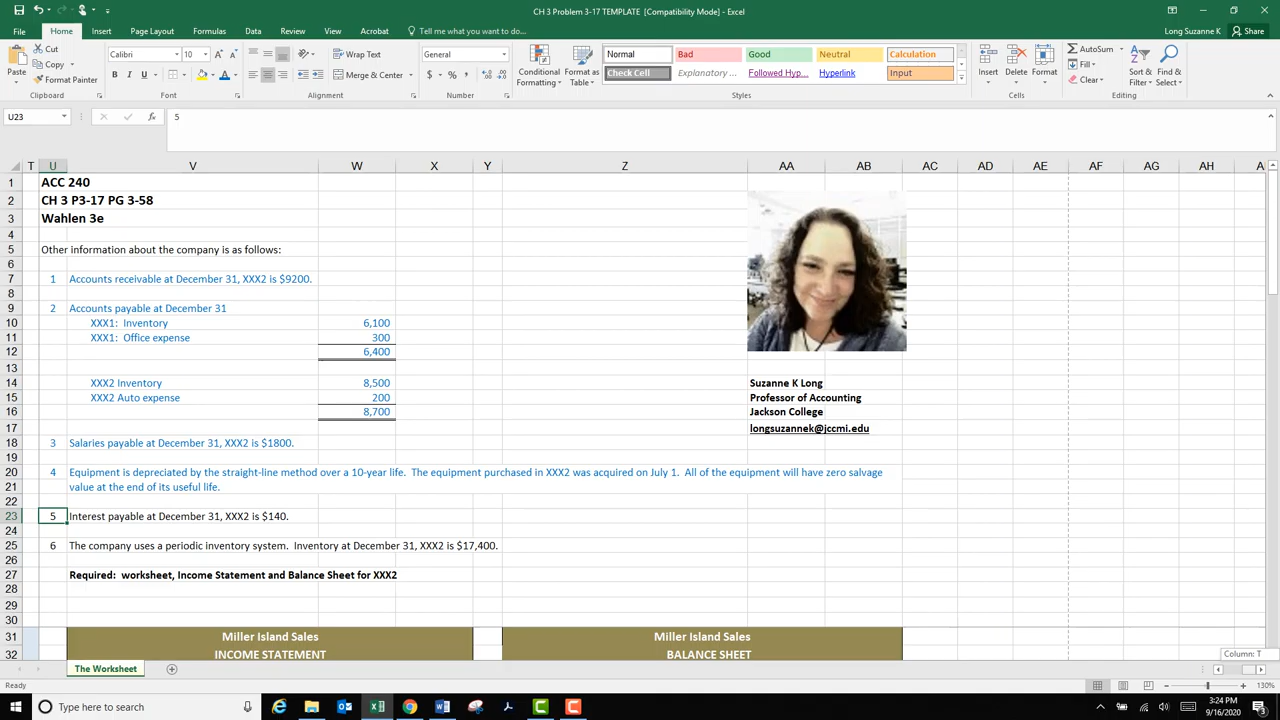 CH 3 Problem 3-17 TEMPLATE [Compatibility Mode] - Excel
Long Suzanne K
Share
File Home Insert Page Layout Formulas Data Review View Acrobat Tell me what you want to do...
Paste
Cut
Copy
Format Painter
Clipboard
Calibri 10
B I U
Font
Wrap Text
Merge & Center
Alignment
General
$ % ,
Number
Conditional Formatting
Format as Table
Normal Bad Good Neutral Calculation
Check Cell Explanatory ... Followed Hyp... Hyperlink Input
Styles
Insert Delete Format
Cells
AutoSum
Fill
Clear
Sort & Filter
Find & Select
Editing
U23
fx
5
T U V W X Y Z AA AB AC AD AE AF AG AH A
1 ACC 240
2 CH 3 P3-17 PG 3-58
3 Wahlen 3e
4
5 Other information about the company is as follows:
6
7 1 Accounts receivable at December 31, XXX2 is $9200.
8
9 2 Accounts payable at December 31
10 XXX1: Inventory 6,100
11 XXX1: Office expense 300
12 6,400
13
14 XXX2 Inventory 8,500 Suzanne K Long
15 XXX2 Auto expense 200 Professor of Accounting
16 8,700 Jackson College
17 longsuzannek@jccmi.edu
18 3 Salaries payable at December 31, XXX2 is $1800.
19
20 4 Equipment is depreciated by the straight-line method over a 10-year life. The equipment purchased in XXX2 was acquired on July 1. All of the equipment will have zero salvage
21 value at the end of its useful life.
22
23 5 Interest payable at December 31, XXX2 is $140.
24
25 6 The company uses a periodic inventory system. Inventory at December 31, XXX2 is $17,400.
26
27 Required: worksheet, Income Statement and Balance Sheet for XXX2
28
29
30
31 Miller Island Sales Miller Island Sales
32 INCOME STATEMENT BALANCE SHEET
Column: T
The Worksheet
Ready
130%
Type here to search
3:24 PM
9/16/2020
3